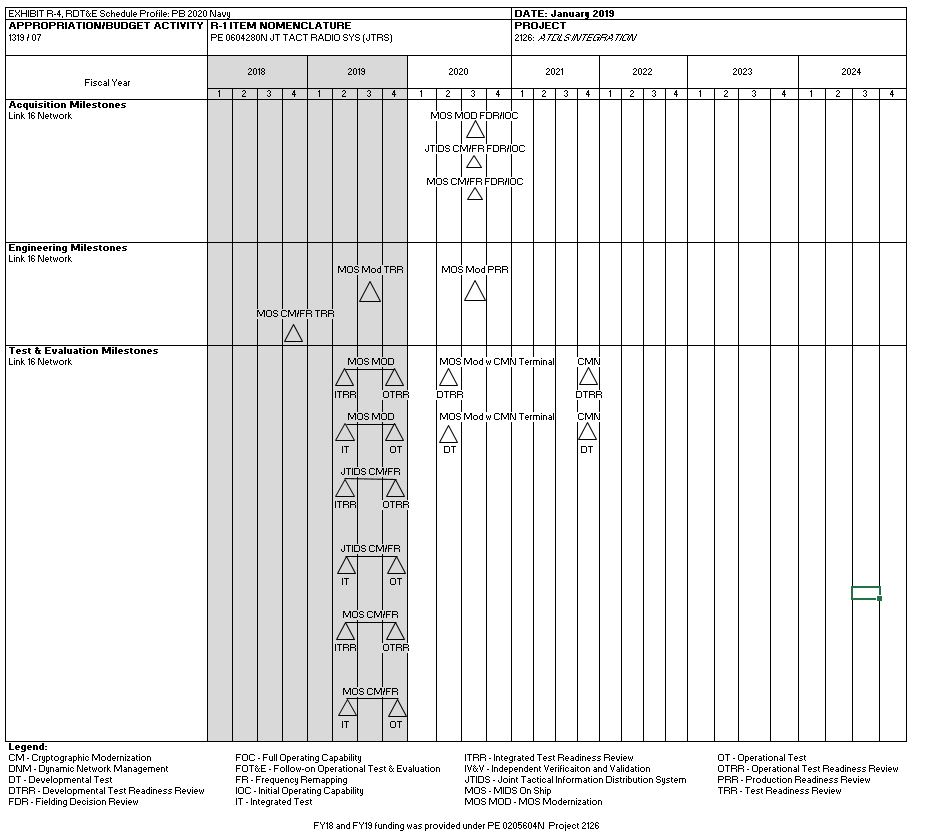 EXHIBIT R-4, RDT&E Schedule Profile: PB 2020 Navy
DATE: January 2019
APPROPRIATION/BUDGET ACTIVITY
R-1 ITEM NOMENCLATURE
PROJECT
1319 / 07
PE 0604280N JT TACT RADIO SYS (JTRS)
2126: ATDLS INTEGRATION
Fiscal Year
2018 2019 2020 2021 2022 2023 2024
1 2 3 4 1 2 3 4 1 2 3 4 1 2 3 4 1 2 3 4 1 2 3 4 1 2 3 4
Acquisition Milestones
Link 16 Network
MOS MOD FDR/IOC
JTIDS CM/FR FDR/IOC
MOS CM/FR FDR/IOC
Engineering Milestones
Link 16 Network
MOS Mod TRR MOS Mod PRR
MOS CM/FR TRR
Test & Evaluation Milestones
Link 16 Network
MOS MOD MOS Mod w CMN Terminal CMN
ITRR OTRR DTRR DTRR
MOS MOD MOS Mod w CMN Terminal CMN
IT OT DT DT
JTIDS CM/FR
ITRR OTRR
JTIDS CM/FR
IT OT
MOS CM/FR
ITRR OTRR
MOS CM/FR
IT OT
Legend:
CM - Cryptographic Modernization
DNM - Dynamic Network Management
DT - Developmental Test
DTRR - Developmental Test Readiness Review
FDR - Fielding Decision Review
FOC - Full Operating Capability
FOT&E - Follow-on Operational Test & Evaluation
FR - Frequency Remapping
IOC - Initial Operating Capability
IT - Integrated Test
ITRR - Integrated Test Readiness Review
IV&V - Independent Verificaiton and Validation
JTIDS - Joint Tactical Information Distribution System
MOS - MIDS On Ship
MOS MOD - MOS Modernization
OT - Operational Test
OTRR - Operational Test Readiness Review
PRR - Production Readiness Review
TRR - Test Readiness Review
FY18 and FY19 funding was provided under PE 0205604N Project 2126